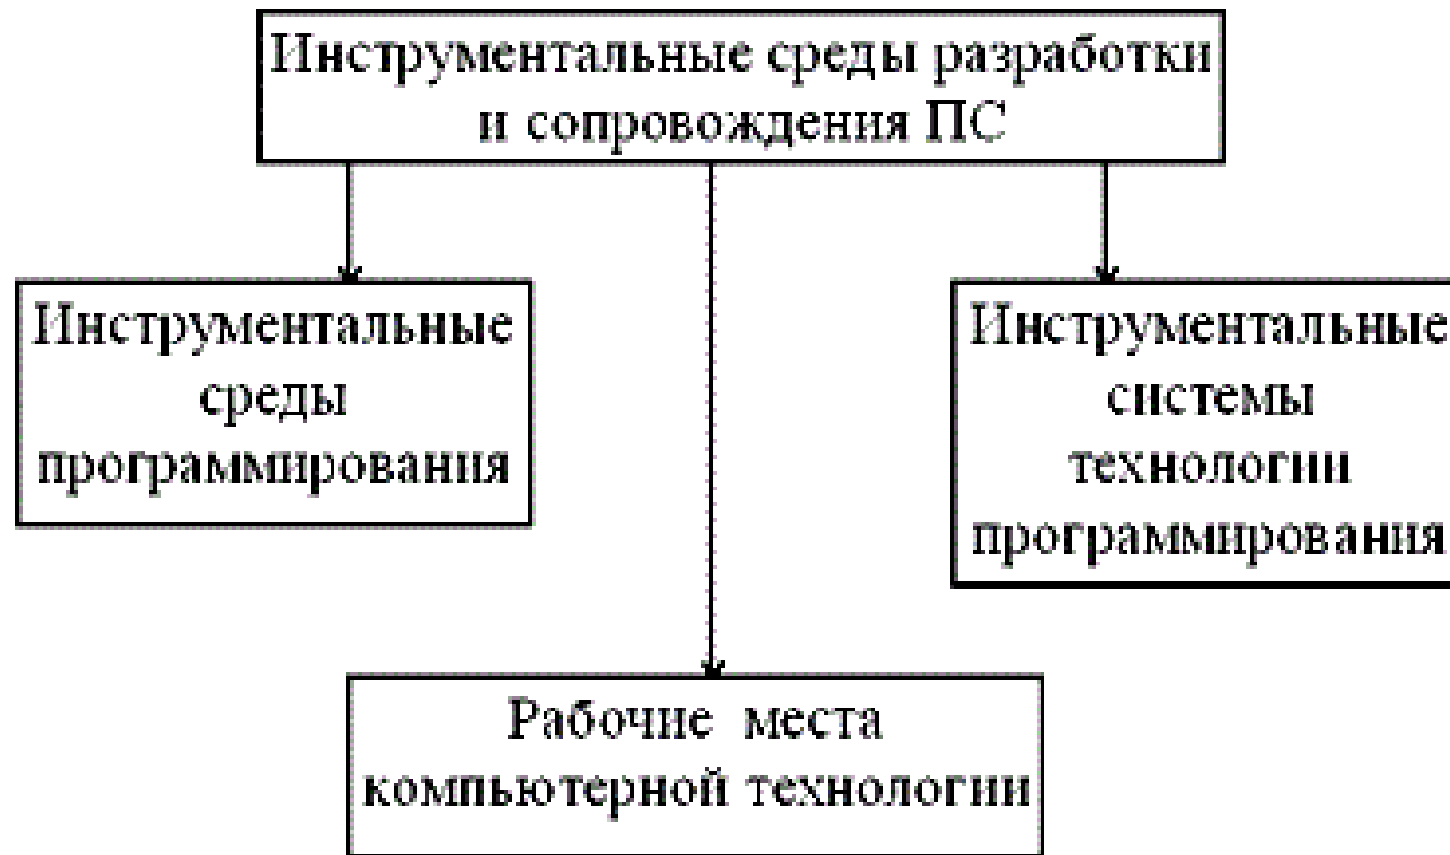 Инструментальные среды разработки
и сопровождения ПС
Инструментальные
среды
программирования
Инструментальные
системы
технологии
программирования
Рабочие места
компьютерной технологии